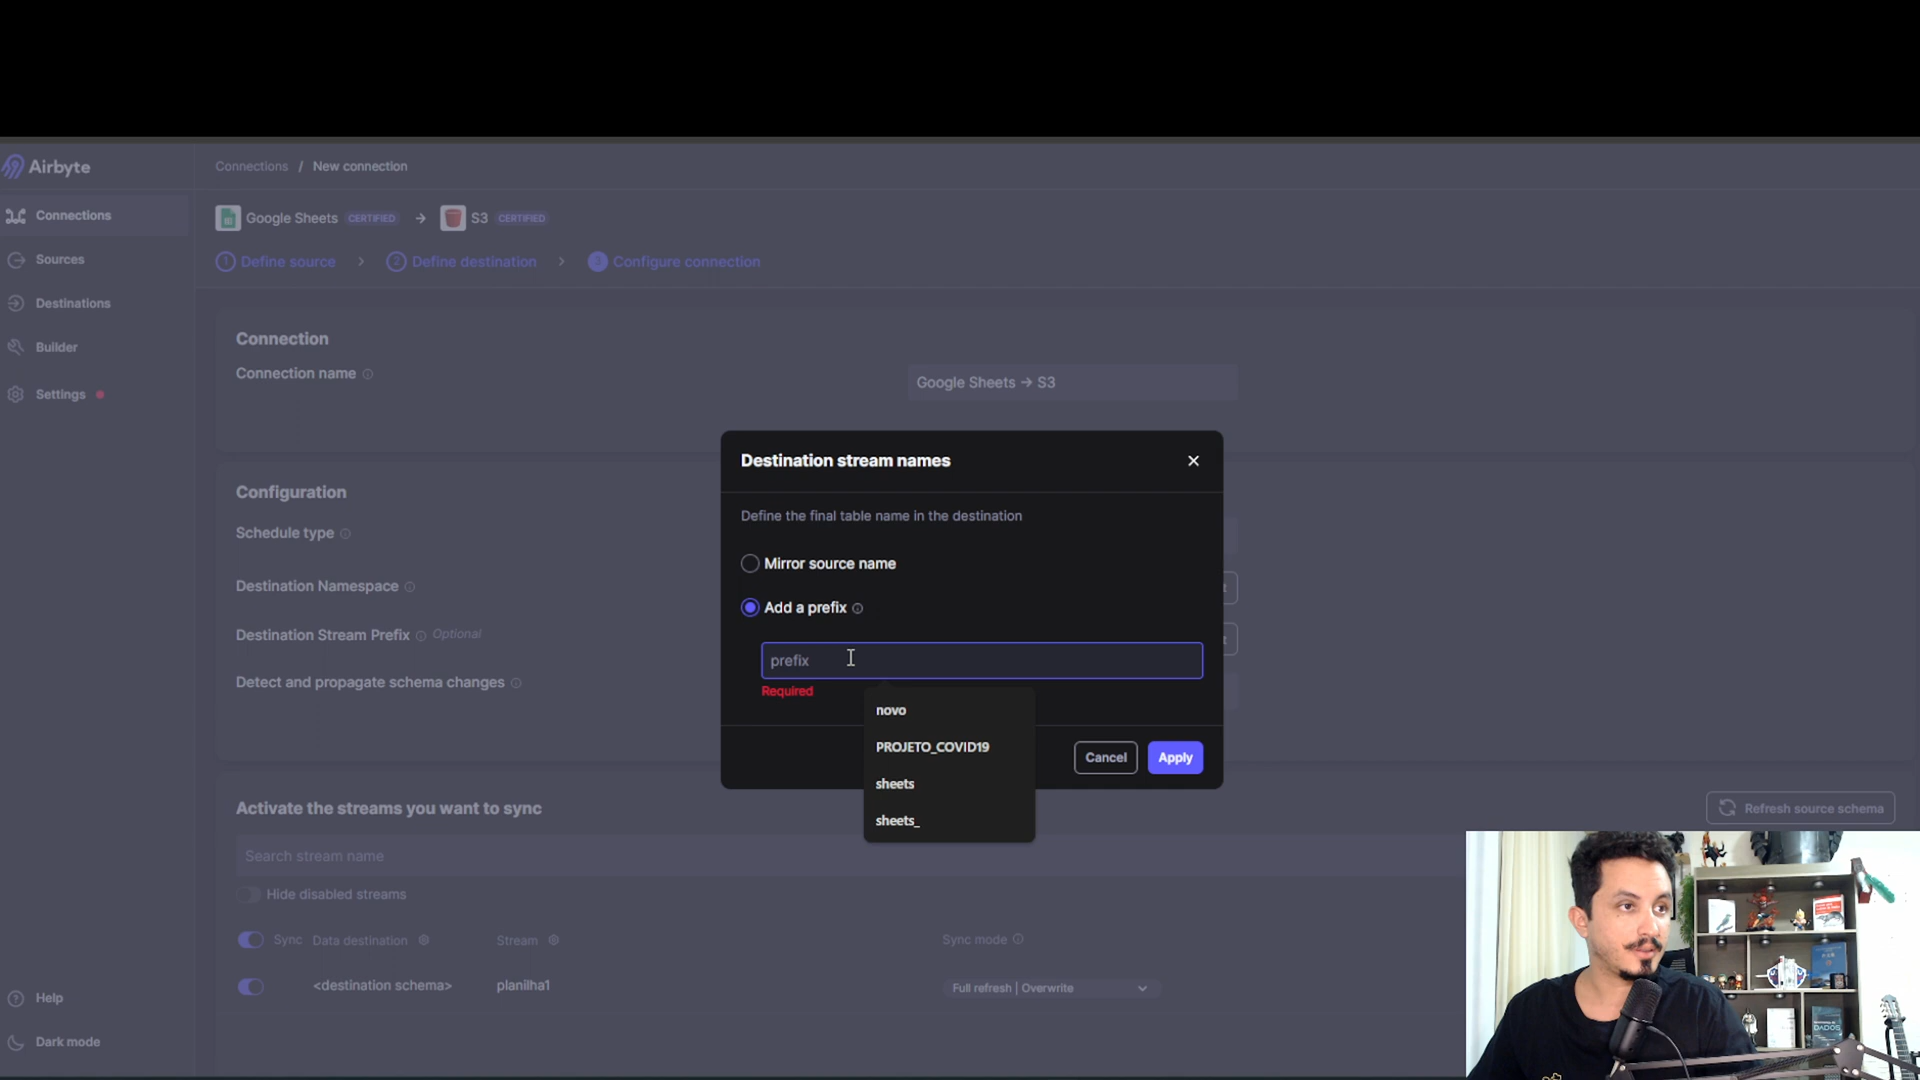 Airbyte
Connections / New connection
Connections
Google Sheets CERTIFIED → S3 CERTIFIED
Sources
1 Define source > 2 Define destination > 3 Configure connection
Destinations
Builder
Settings
Connection
Connection name
Google Sheets → S3
Configuration
Schedule type
Destination Namespace
Destination Stream Prefix Optional
Detect and propagate schema changes
Destination stream names
Define the final table name in the destination
Mirror source name
Add a prefix
prefix
Required
novo
PROJETO_COVID19
sheets
sheets_
Cancel
Apply
Activate the streams you want to sync
Refresh source schema
Search stream name
Hide disabled streams
Sync Data destination Stream Sync mode
<destination schema> planilha1 Full refresh | Overwrite
Help
Dark mode
DADOS